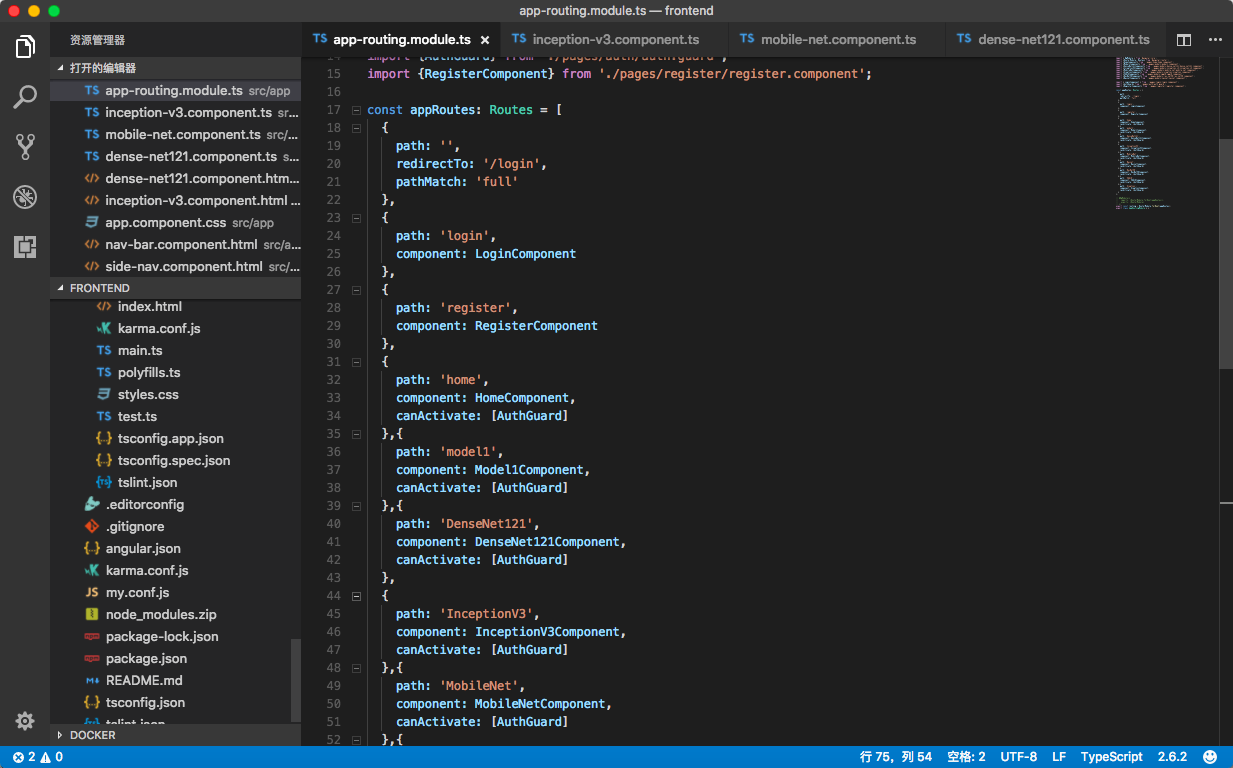 app-routing.module.ts — frontend
资源管理器
打开的编辑器
TS app-routing.module.ts src/app
TS inception-v3.component.ts sr...
TS mobile-net.component.ts src/...
TS dense-net121.component.ts s...
<> dense-net121.component.htm...
<> inception-v3.component.html ...
app.component.css src/app
<> nav-bar.component.html src/a...
<> side-nav.component.html src/...
FRONTEND
<> index.html
karma.conf.js
TS main.ts
TS polyfills.ts
styles.css
TS test.ts
{..} tsconfig.app.json
{..} tsconfig.spec.json
{TS} tslint.json
.editorconfig
.gitignore
{..} angular.json
karma.conf.js
JS my.conf.js
node_modules.zip
package-lock.json
package.json
M↓ README.md
{..} tsconfig.json
tslint.json
DOCKER
TS app-routing.module.ts ×
TS inception-v3.component.ts
TS mobile-net.component.ts
TS dense-net121.component.ts
14 import {AuthGuard} from './pages/auth/auth.guard';
15 import {RegisterComponent} from './pages/register/register.component';
16
17 const appRoutes: Routes = [
18 {
19 path: '',
20 redirectTo: '/login',
21 pathMatch: 'full'
22 },
23 {
24 path: 'login',
25 component: LoginComponent
26 },
27 {
28 path: 'register',
29 component: RegisterComponent
30 },
31 {
32 path: 'home',
33 component: HomeComponent,
34 canActivate: [AuthGuard]
35 },{
36 path: 'model1',
37 component: Model1Component,
38 canActivate: [AuthGuard]
39 },{
40 path: 'DenseNet121',
41 component: DenseNet121Component,
42 canActivate: [AuthGuard]
43 },
44 {
45 path: 'InceptionV3',
46 component: InceptionV3Component,
47 canActivate: [AuthGuard]
48 },{
49 path: 'MobileNet',
50 component: MobileNetComponent,
51 canActivate: [AuthGuard]
52 },{
2 0
行 75，列 54 空格: 2 UTF-8 LF TypeScript 2.6.2